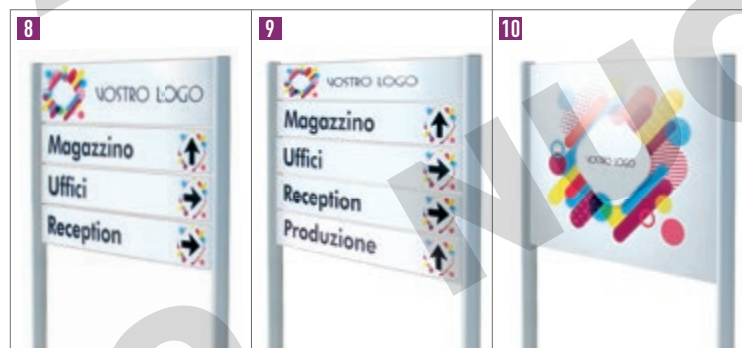 8
VOSTRO LOGO
Magazzino
Uffici
Reception
9
VOSTRO LOGO
Magazzino
Uffici
Reception
Produzione
10
VOSTRO LOGO